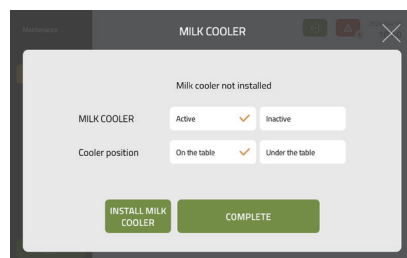 Maintenance
MILK COOLER
Milk cooler not installed
MILK COOLER
Active
Inactive
Cooler position
On the table
Under the table
INSTALL MILK
COOLER
COMPLETE